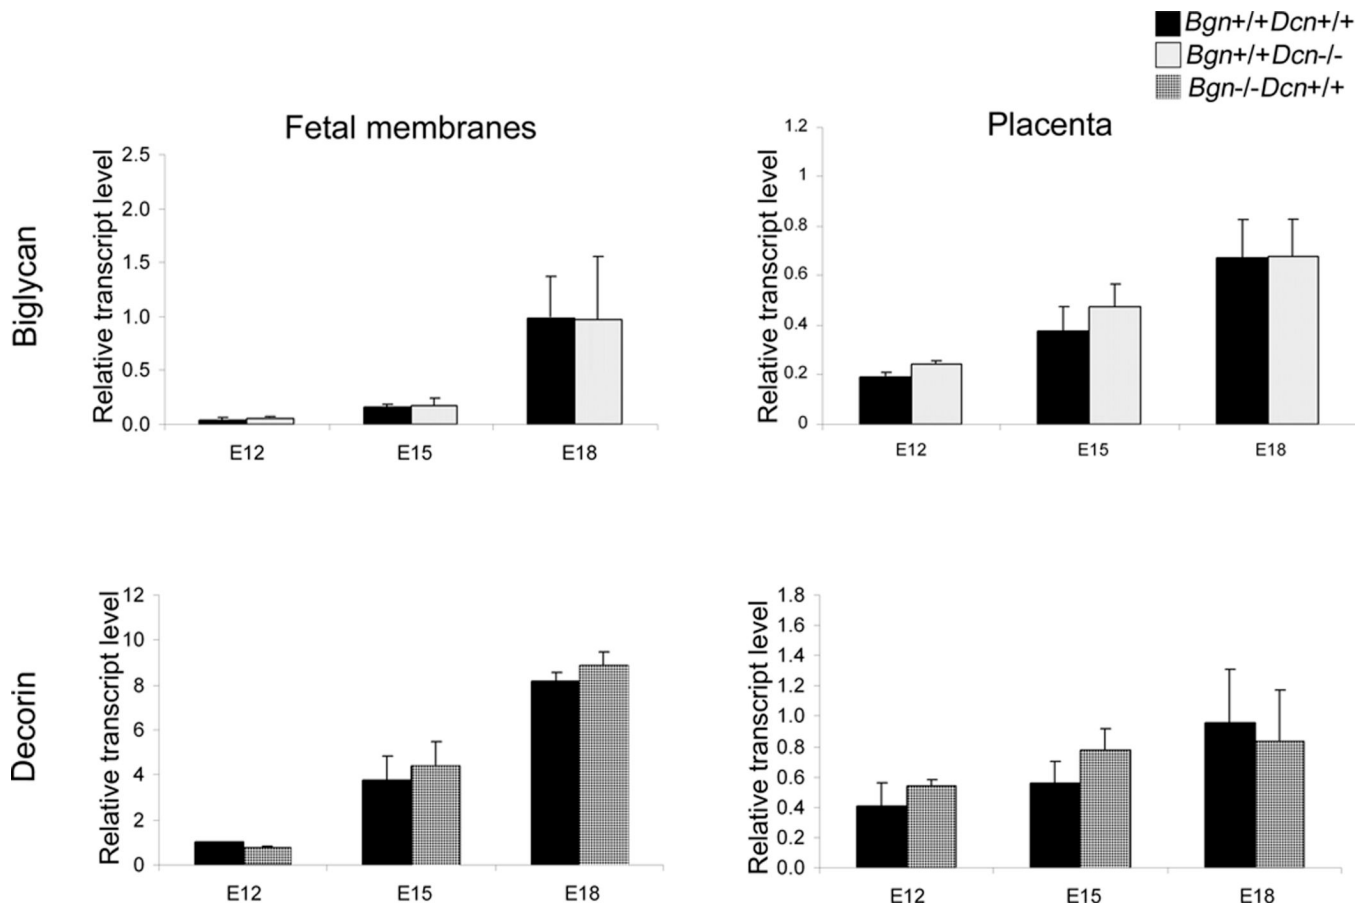 Bgn+/+Dcn+/+
Bgn+/+Dcn-/-
Bgn-/-Dcn+/+
Fetal membranes
Placenta
Biglycan
Relative transcript level
2.5
2.0
1.5
1.0
0.5
0.0
E12 E15 E18
Relative transcript level
1.2
1
0.8
0.6
0.4
0.2
0
E12 E15 E18
Decorin
Relative transcript level
12
10
8
6
4
2
0
E12 E15 E18
Relative transcript level
1.8
1.6
1.4
1.2
1.0
0.8
0.6
0.4
0.2
0.0
E12 E15 E18